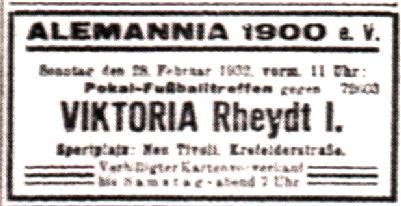 ALEMANNIA 1900 e. V.
Sonntag den 28. Februar 1932, vorm. 11 Uhr:
Pokal-Fußballtreffen gegen 72603
VIKTORIA Rheydt I.
Sportplatz: Neu Tivoli, Krefelderstraße.
Verbilligter Kartenvorverkauf
bis Samstag-abend 7 Uhr